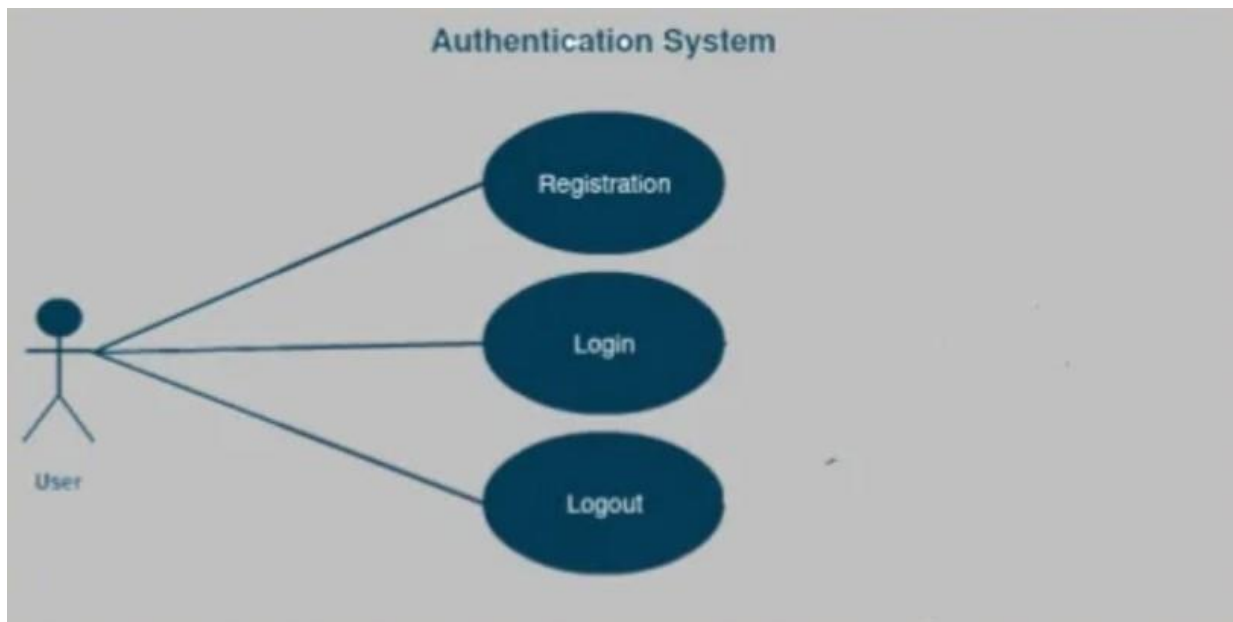 Authentication System
Registration
Login
Logout
User